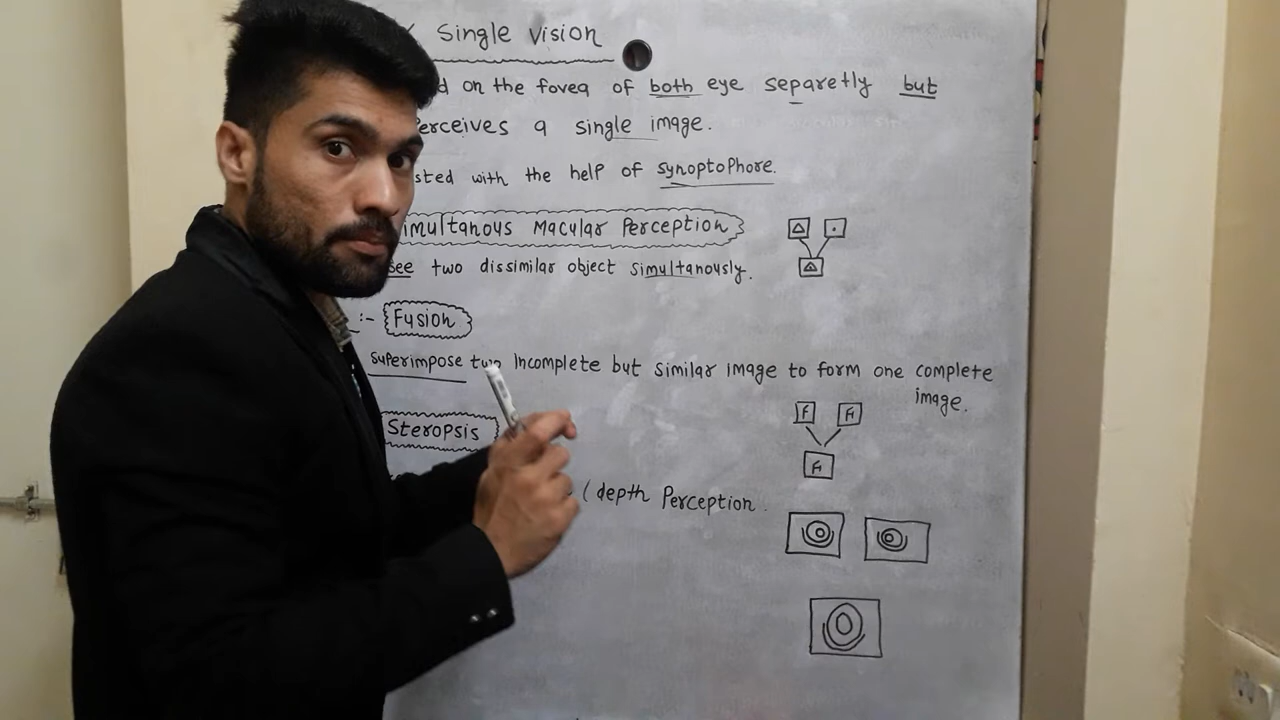 Single Vision
d on the fovea of both eye separetly but
erceives a single image.
sted with the help of synoptophore.
imultanous Macular Perception
see two dissimilar object simultanously.
:- Fusion
superimpose two Incomplete but similar image to form one complete
image.
F Fı
Fı
Steropsis
(depth Perception.